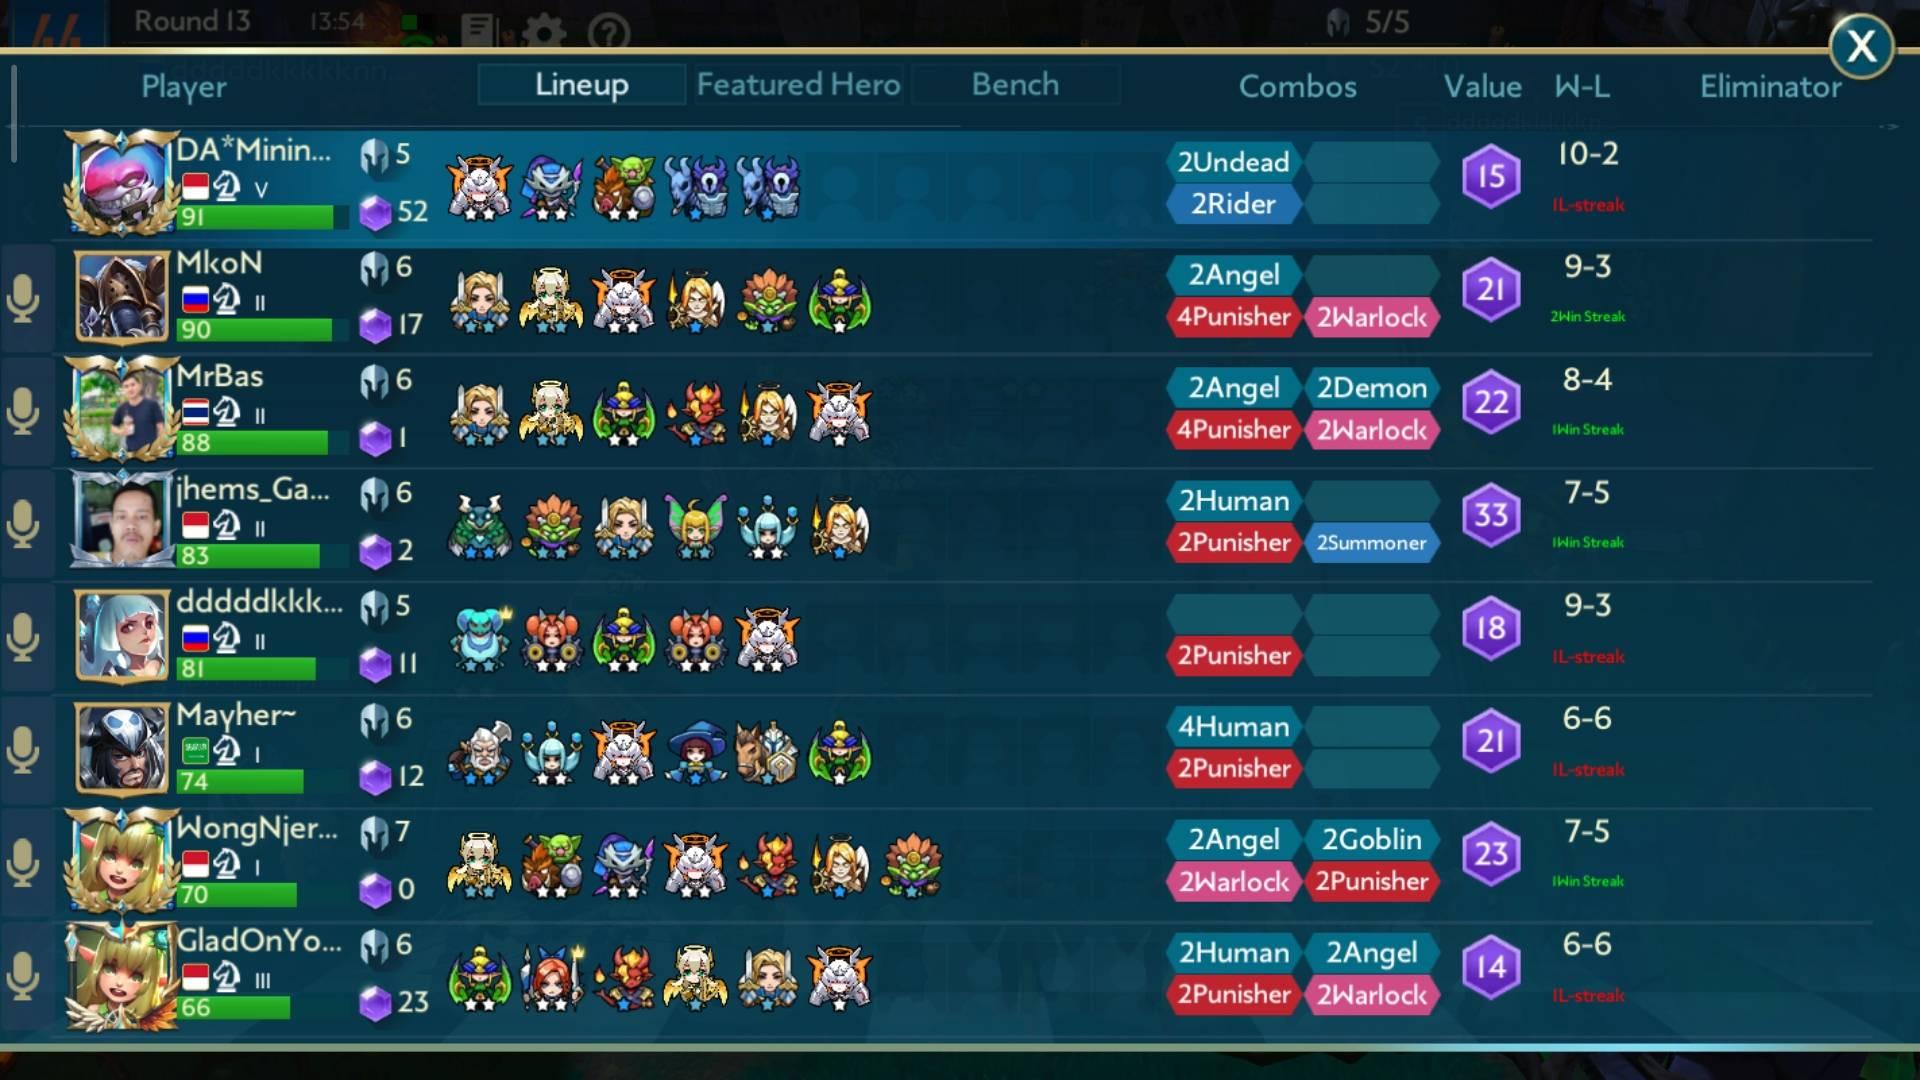 Round 13 13:54 5/5
Player Lineup Featured Hero Bench Combos Value W-L Eliminator
DA*Minin... 5 2Undead 15 10-2
V 91 52 2Rider 1L-streak
MkoN 6 2Angel 21 9-3
II 90 17 4Punisher 2Warlock 2Win Streak
MrBas 6 2Angel 2Demon 22 8-4
II 88 1 4Punisher 2Warlock 1Win Streak
jhems_Ga... 6 2Human 33 7-5
II 83 2 2Punisher 2Summoner 1Win Streak
dddddkkk... 5 18 9-3
II 81 11 2Punisher 1L-streak
Mayher~ 6 4Human 21 6-6
I 74 12 2Punisher 1L-streak
WongNjer... 7 2Angel 2Goblin 23 7-5
I 70 0 2Warlock 2Punisher 1Win Streak
GladOnYo... 6 2Human 2Angel 14 6-6
III 66 23 2Punisher 2Warlock 1L-streak